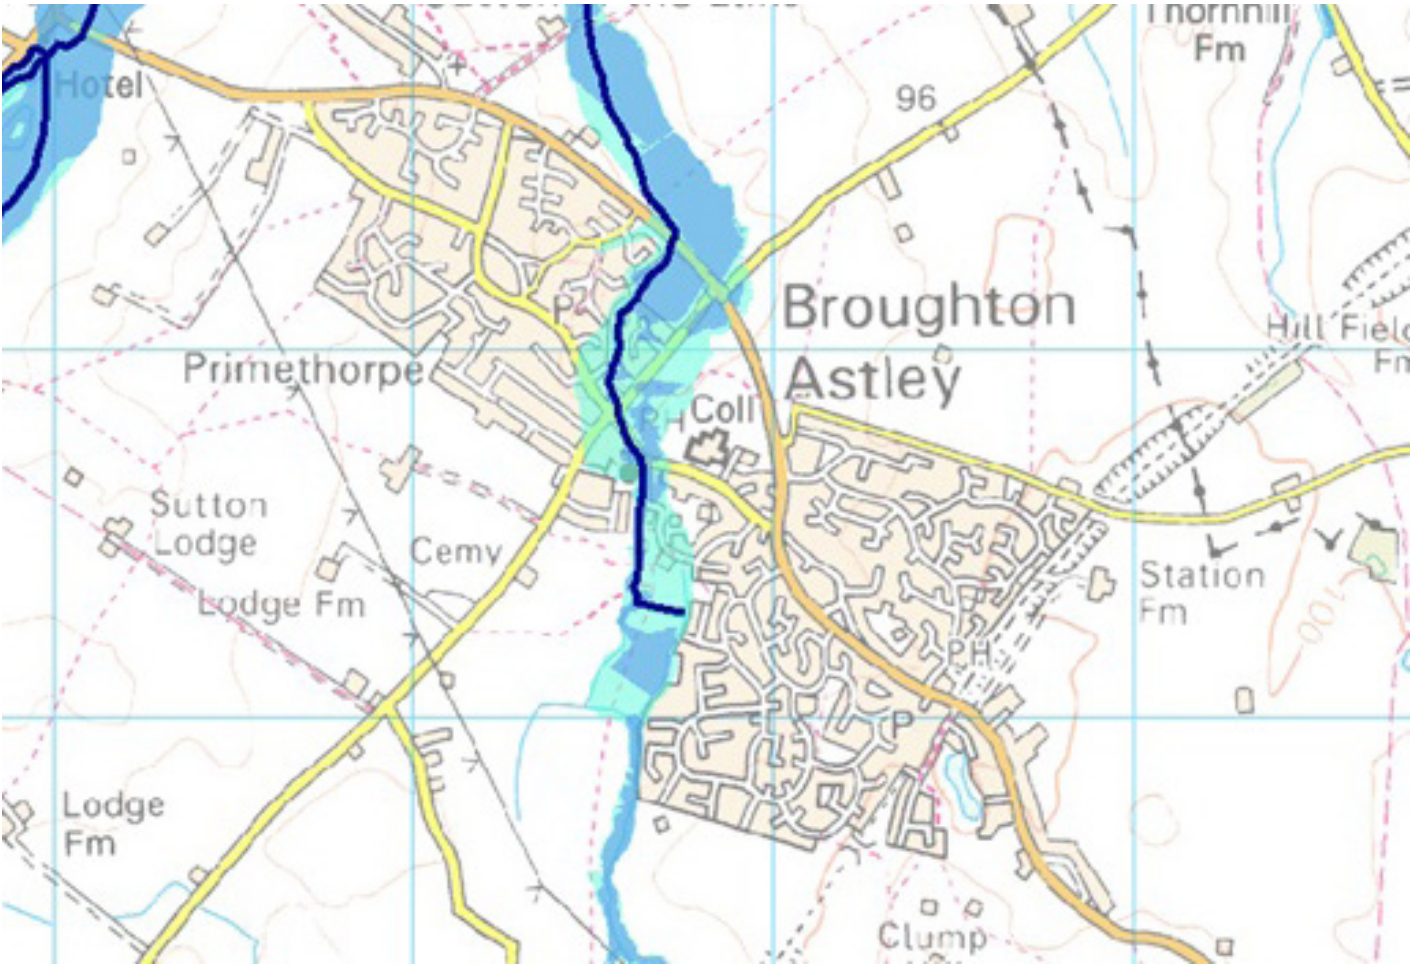 Thornhill
Fm
Hotel
96
Broughton
Astley
P
Hill Field
Fm
Primethorpe
PH
Coll
Sutton
Lodge
Cemy
Lodge Fm
Station
Fm
100
PH
P
Lodge
Fm
Clump